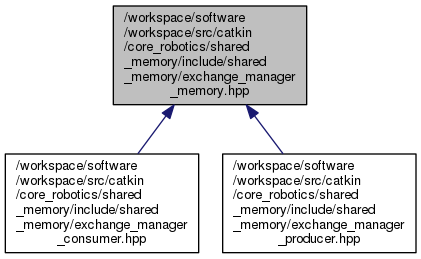 /workspace/software
/workspace/src/catkin
/core_robotics/shared
_memory/include/shared
_memory/exchange_manager
_memory.hpp
/workspace/software
/workspace/src/catkin
/core_robotics/shared
_memory/include/shared
_memory/exchange_manager
_consumer.hpp
/workspace/software
/workspace/src/catkin
/core_robotics/shared
_memory/include/shared
_memory/exchange_manager
_producer.hpp